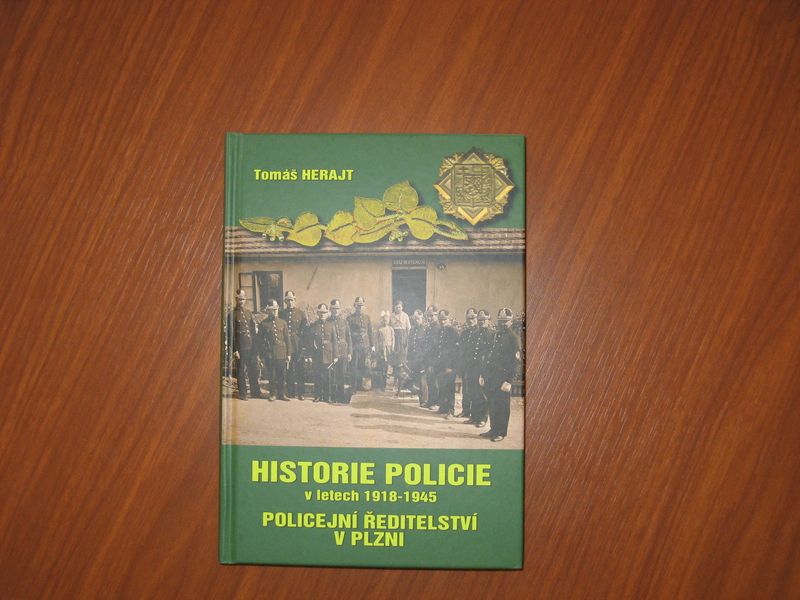 Tomáš HERAJT
HISTORIE POLICIE
v letech 1918-1945
POLICEJNÍ ŘEDITELSTVÍ
V PLZNI